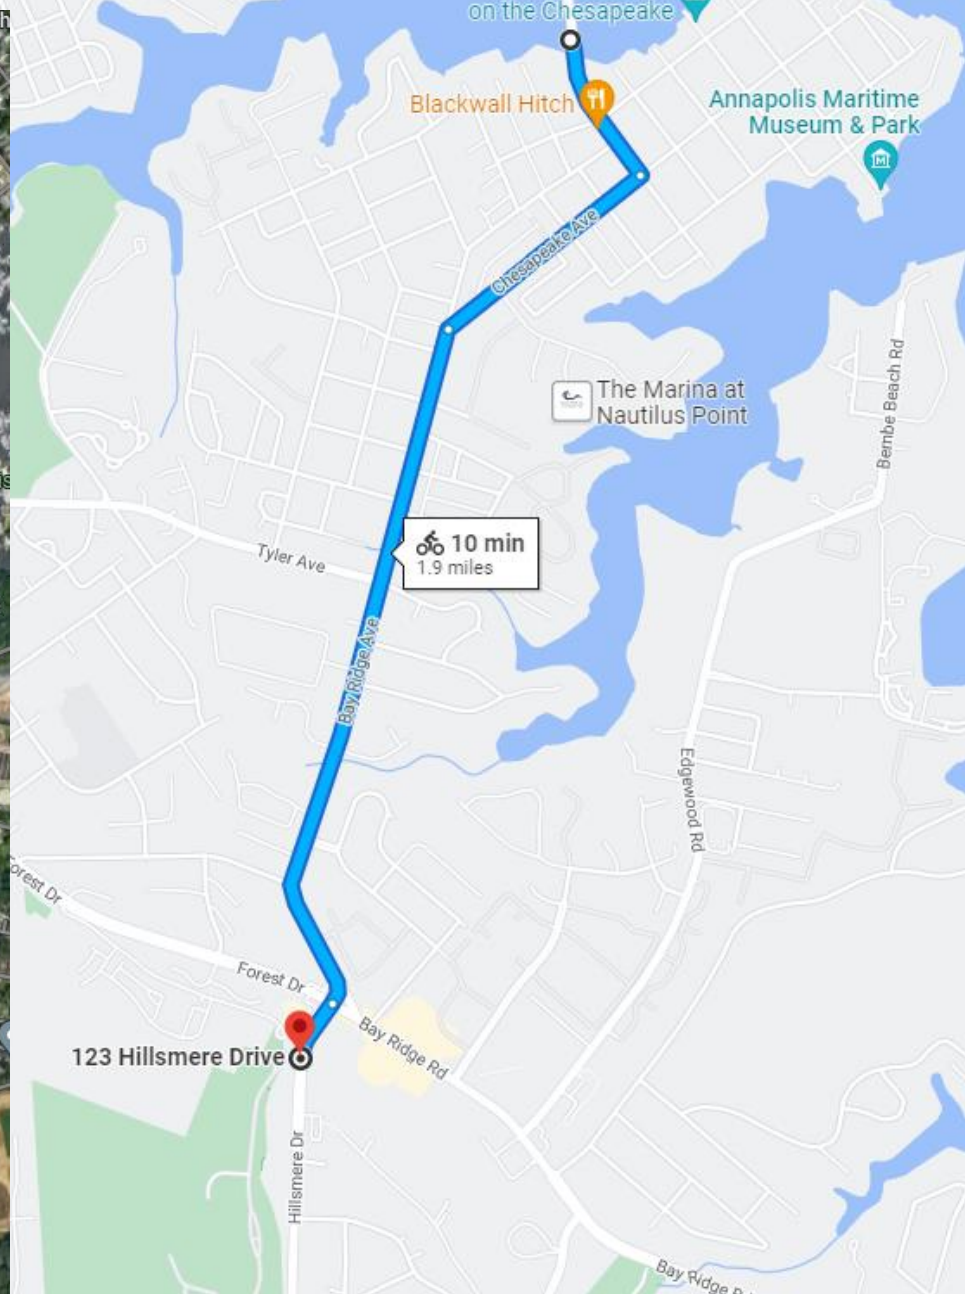 on the Chesapeake
Blackwall Hitch
Annapolis Maritime
Museum & Park
Chesapeake Ave
Bembe Beach Rd
The Marina at
Nautilus Point
10 min
1.9 miles
Tyler Ave
Bay Ridge Ave
Edgewood Rd
Forest Dr
Forest Dr
Bay Ridge Rd
123 Hillsmere Drive
Hillsmere Dr
Bay Ridge R